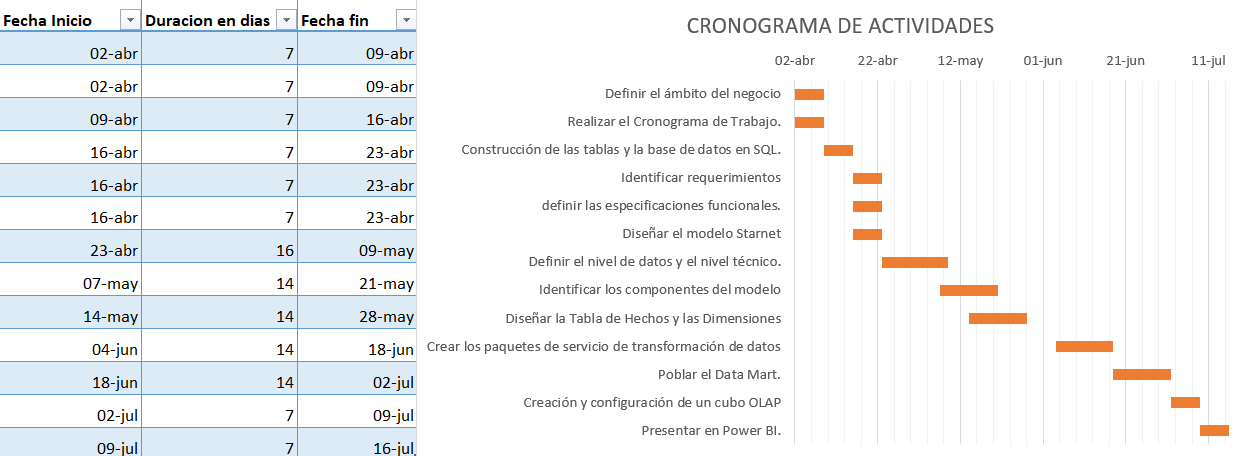 Fecha Inicio Duracion en dias Fecha fin
02-abr 7 09-abr
02-abr 7 09-abr
09-abr 7 16-abr
16-abr 7 23-abr
16-abr 7 23-abr
16-abr 7 23-abr
23-abr 16 09-may
07-may 14 21-may
14-may 14 28-may
04-jun 14 18-jun
18-jun 14 02-jul
02-jul 7 09-jul
09-jul 7 16-jul
CRONOGRAMA DE ACTIVIDADES
02-abr 22-abr 12-may 01-jun 21-jun 11-jul
Definir el ámbito del negocio
Realizar el Cronograma de Trabajo.
Construcción de las tablas y la base de datos en SQL.
Identificar requerimientos
definir las especificaciones funcionales.
Diseñar el modelo Starnet
Definir el nivel de datos y el nivel técnico.
Identificar los componentes del modelo
Diseñar la Tabla de Hechos y las Dimensiones
Crear los paquetes de servicio de transformación de datos
Poblar el Data Mart.
Creación y configuración de un cubo OLAP
Presentar en Power BI.